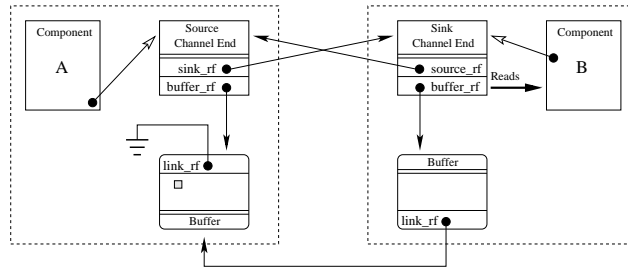 Component
A
Source
Channel End
sink_rf
buffer_rf
link_rf
Buffer
Sink
Channel End
source_rf
buffer_rf
Reads
Component
B
Buffer
link_rf